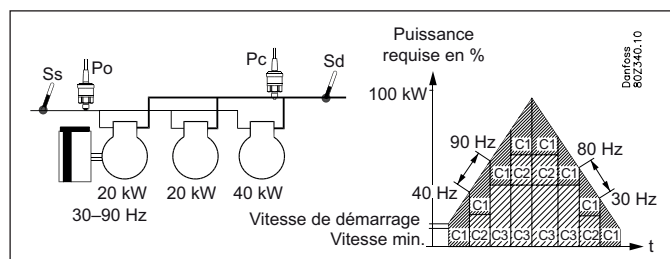 Ss
Po
Pc
Sd
20 kW
20 kW
40 kW
30–90 Hz
Puissance
requise en %
100 kW
90 Hz
80 Hz
40 Hz
30 Hz
C1
C1
C1
C2
C2
C1
C1
C1
C1
C2
C3
C3
C3
C3
C2
C1
Vitesse de démarrage
Vitesse min.
t
Danfoss
80Z340.10